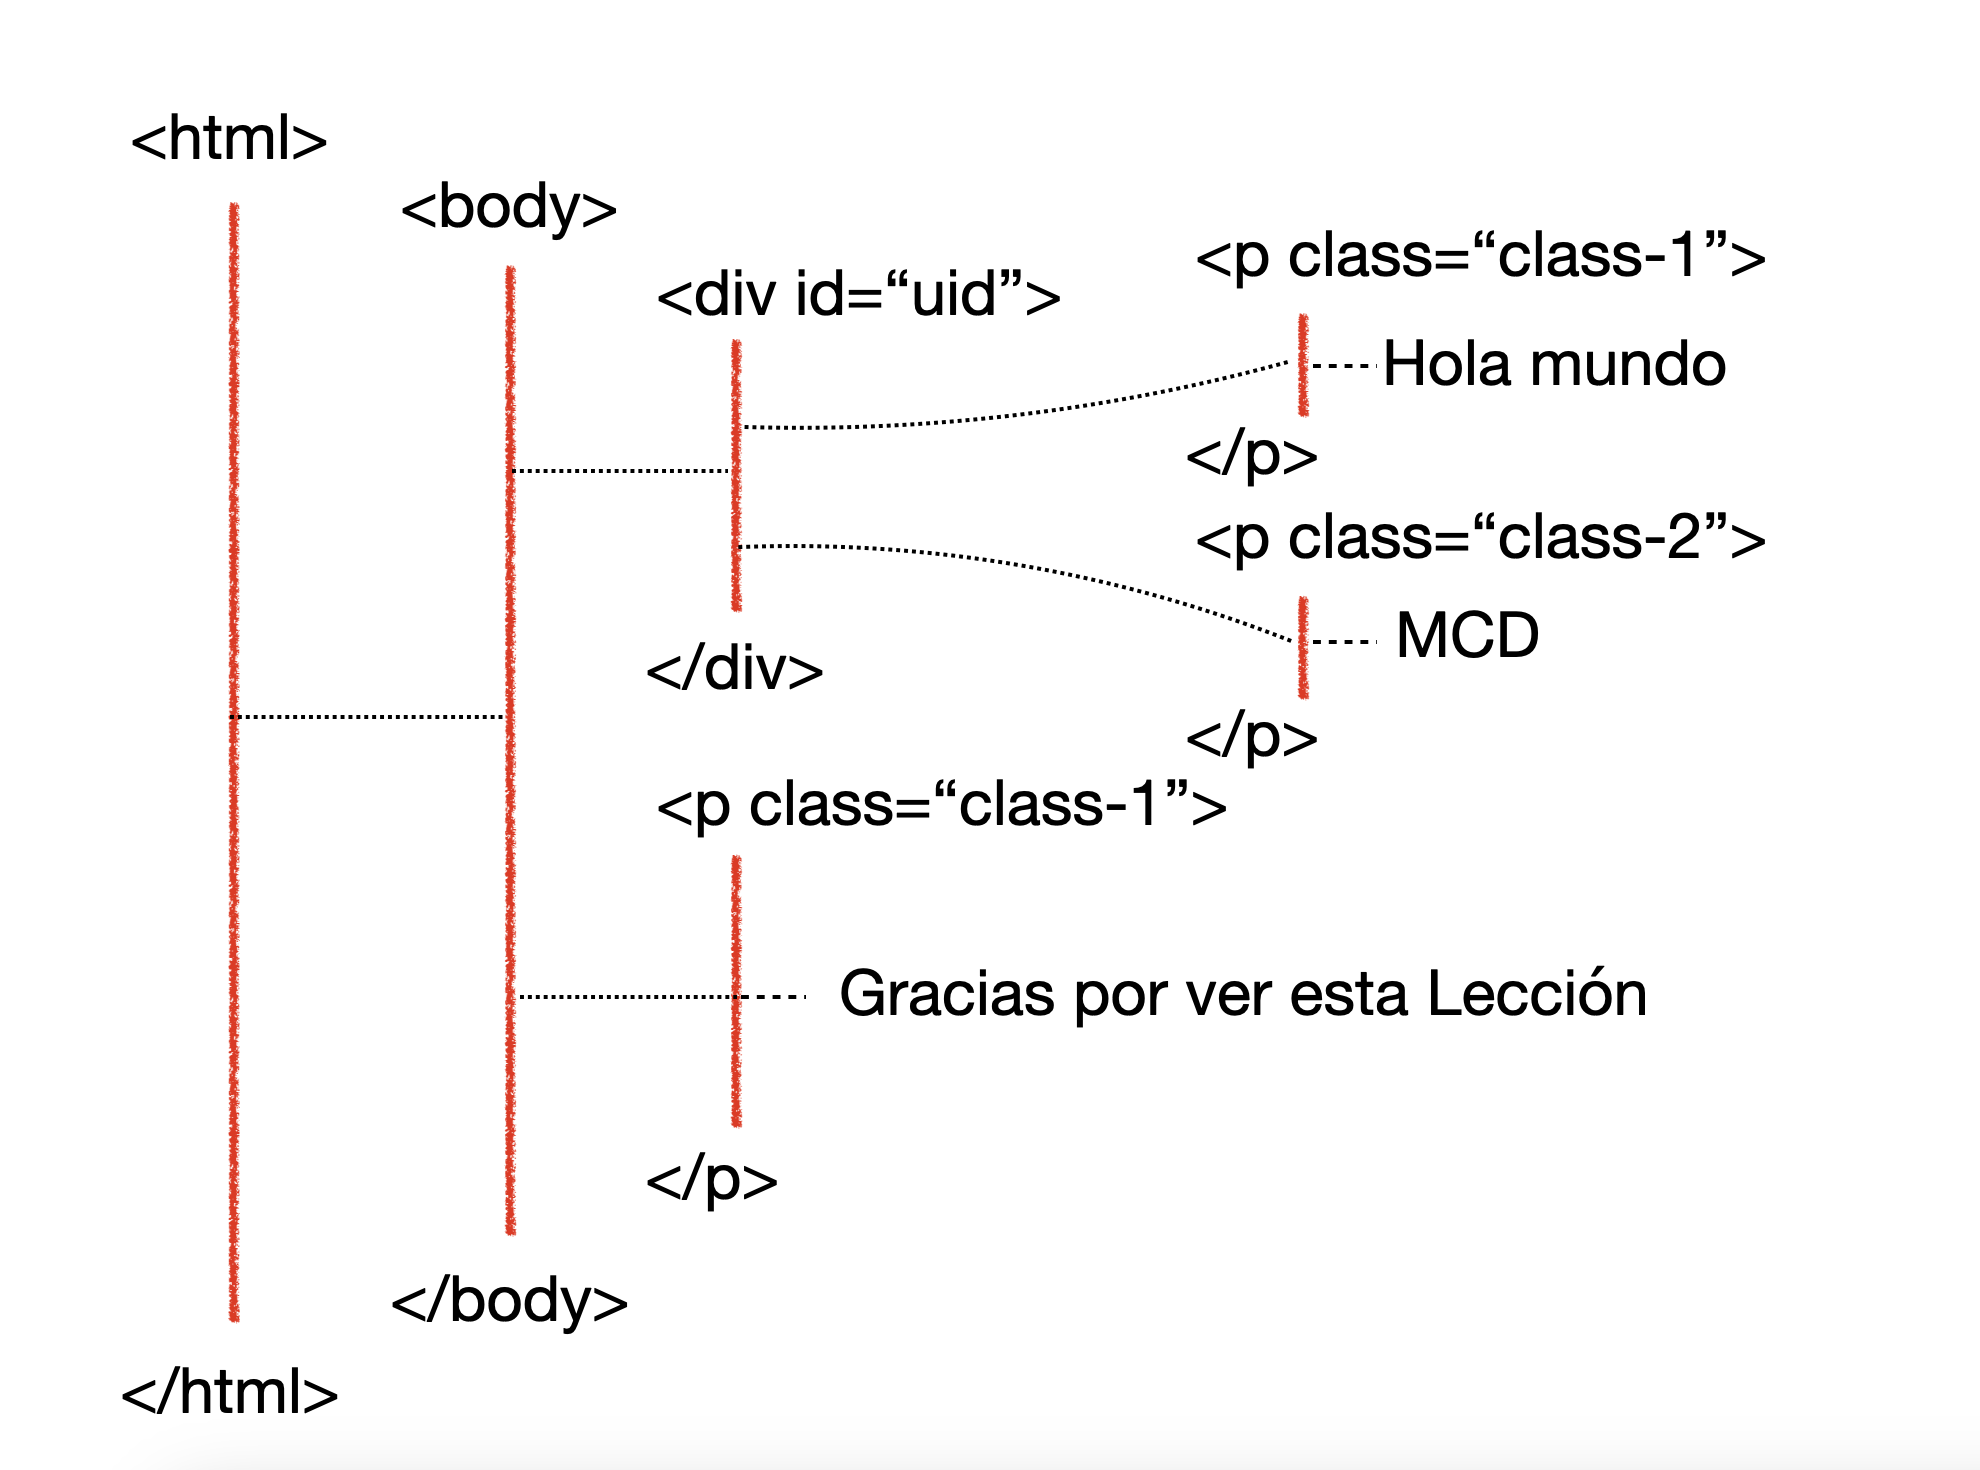 <html>
<body>
<div id=“uid”>
<p class=“class-1”>
Hola mundo
</p>
<p class=“class-2”>
MCD
</p>
</div>
<p class=“class-1”>
Gracias por ver esta Lección
</p>
</body>
</html>